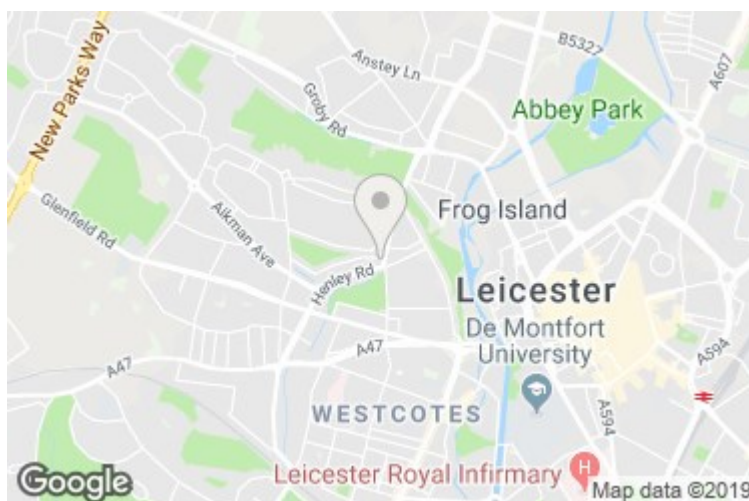 B5327
A607
Anstey Ln
New Parks Way
Groby Rd
Abbey Park
Glenfield Rd
Aikman Ave
Frog Island
Henley Rd
Leicester
De Montfort
University
A47
A594
A47
WESTCOTES
A594
Leicester Royal Infirmary
H
Google
Map data ©2019